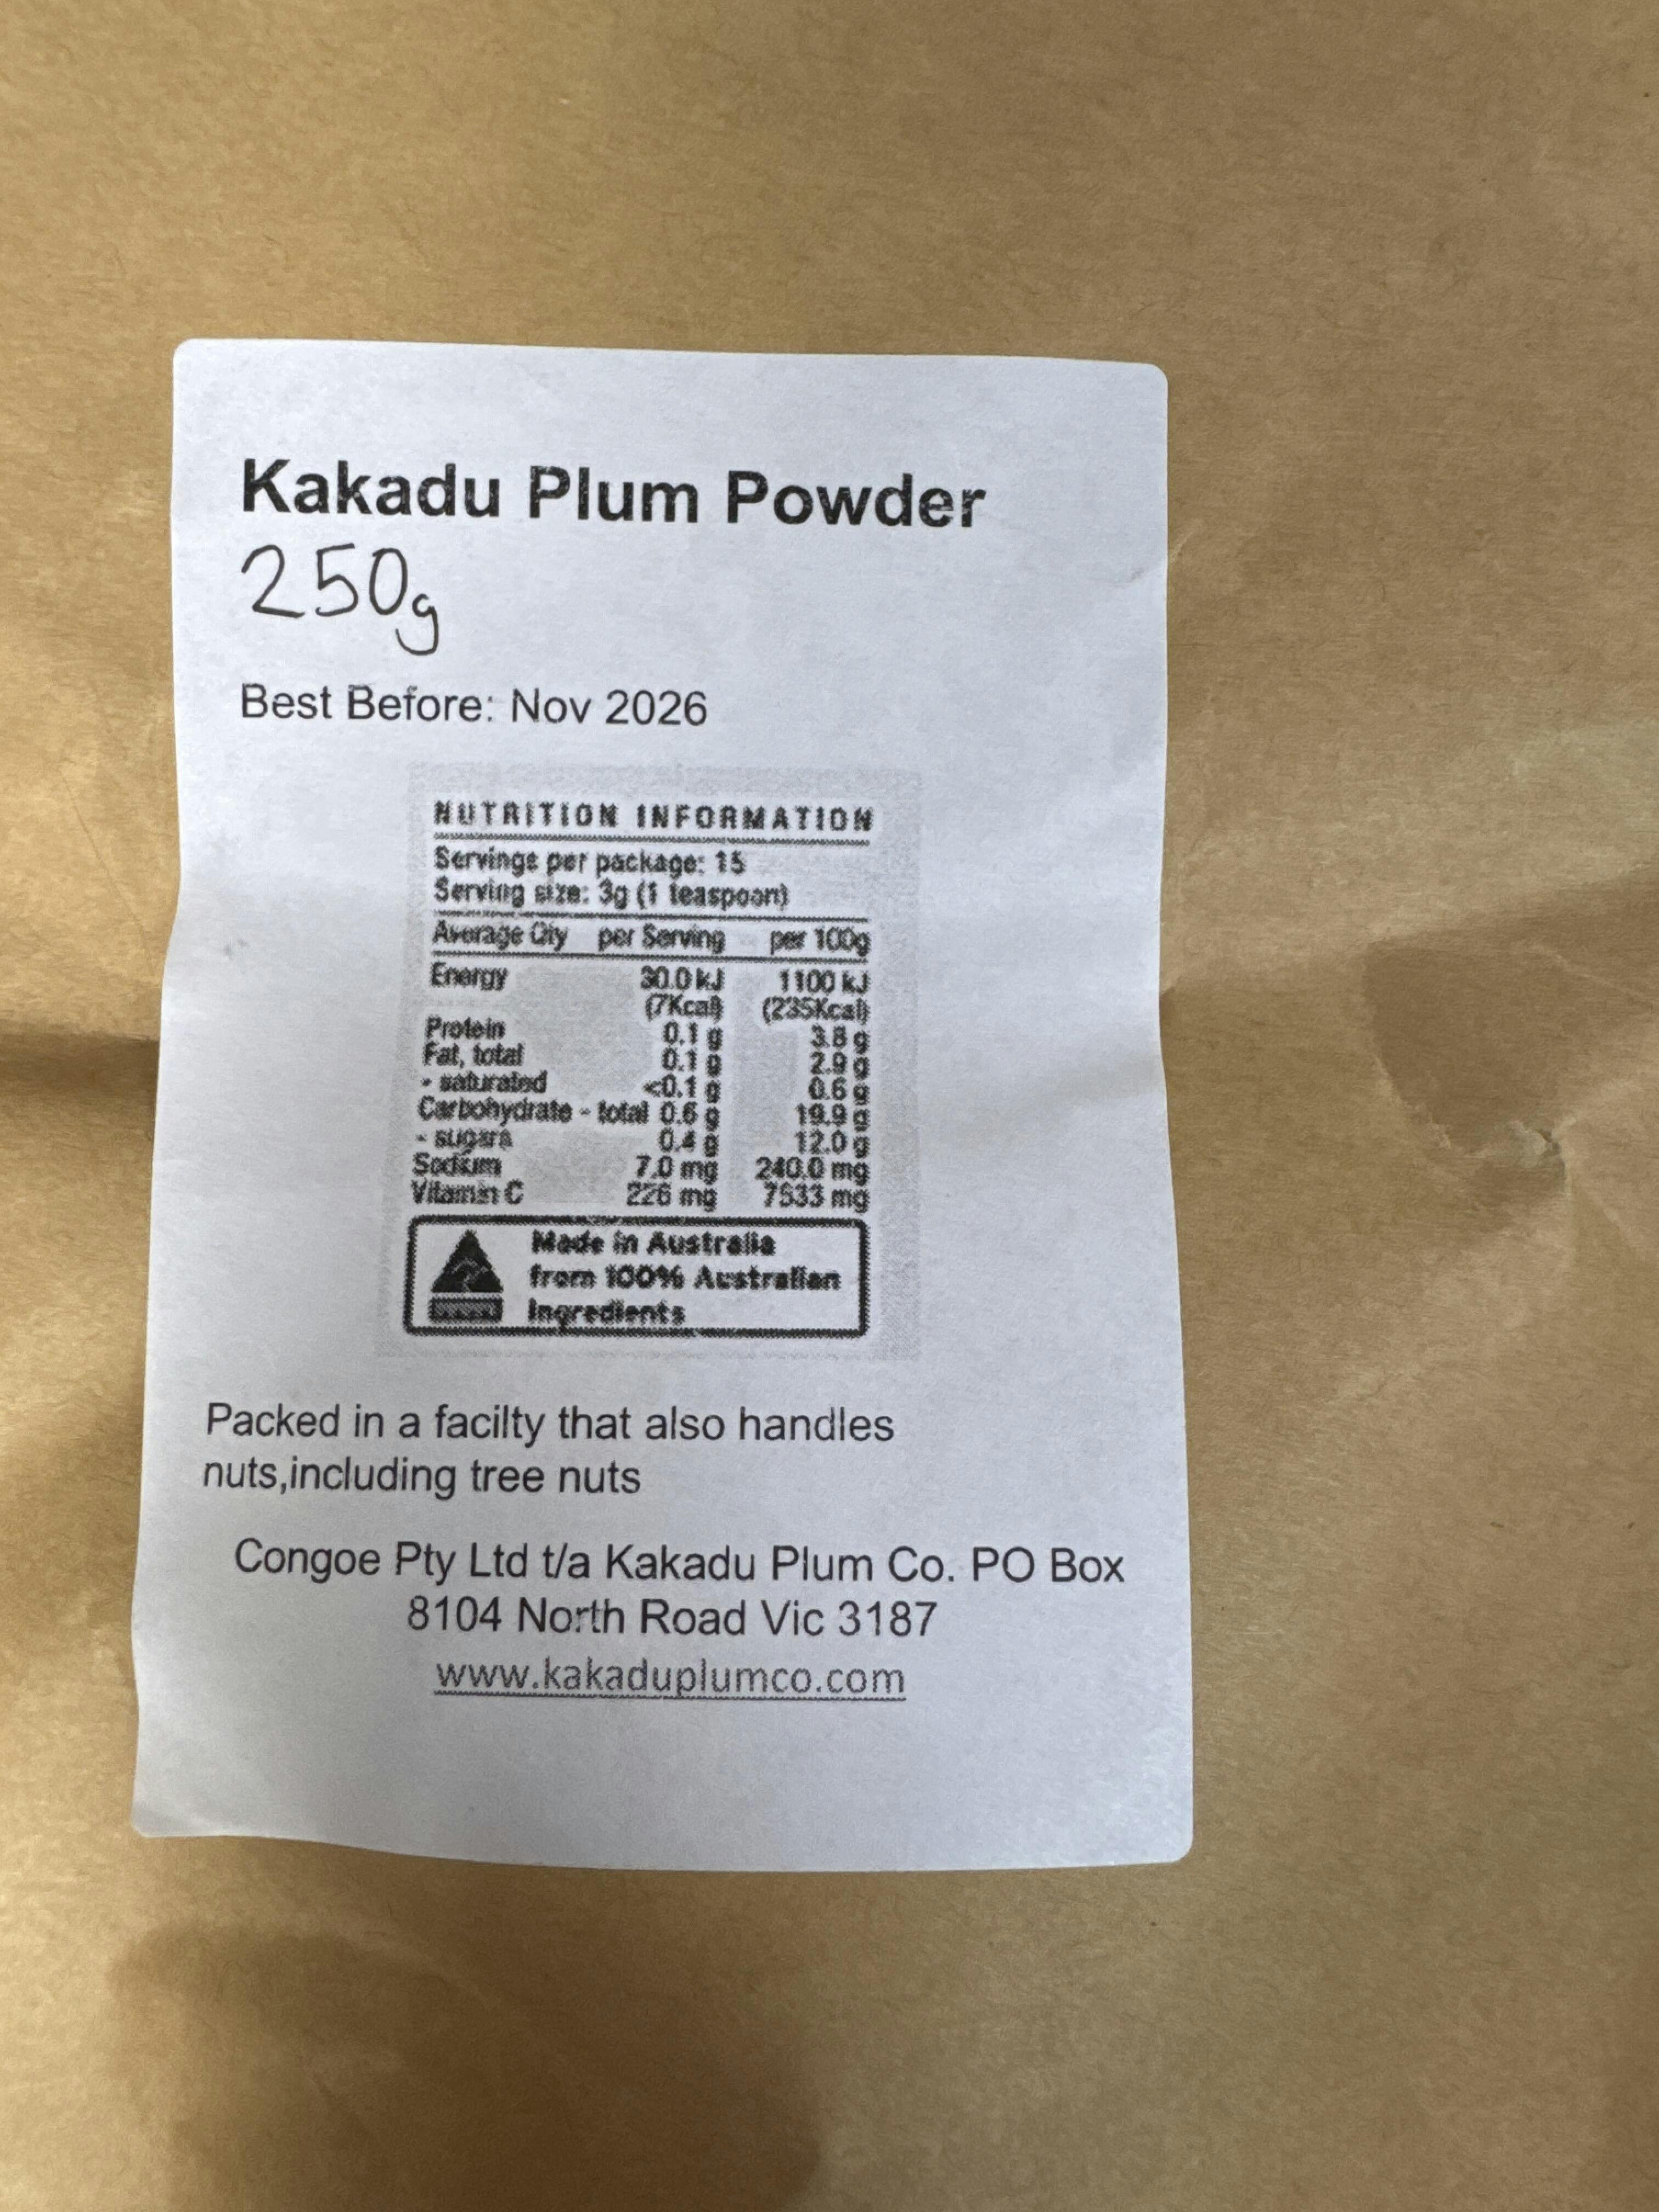 Kakadu Plum Powder
250g
Best Before: Nov 2026
NUTRITION INFORMATION
Servings per package: 15
Serving size: 3g (1 teaspoon)
Average Qty per Serving per 100g
Energy 30.0 kJ 1100 kJ
(7Kcal) (235Kcal)
Protein 0.1 g 3.8 g
Fat, total 0.1 g 2.9 g
- saturated <0.1 g 0.6 g
Carbohydrate - total 0.6 g 19.9 g
- sugars 0.4 g 12.0 g
Sodium 7.0 mg 240.0 mg
Vitamin C 226 mg 7533 mg
Made in Australia
from 100% Australian
Ingredients
Packed in a facilty that also handles
nuts,including tree nuts
Congoe Pty Ltd t/a Kakadu Plum Co. PO Box
8104 North Road Vic 3187
www.kakaduplumco.com